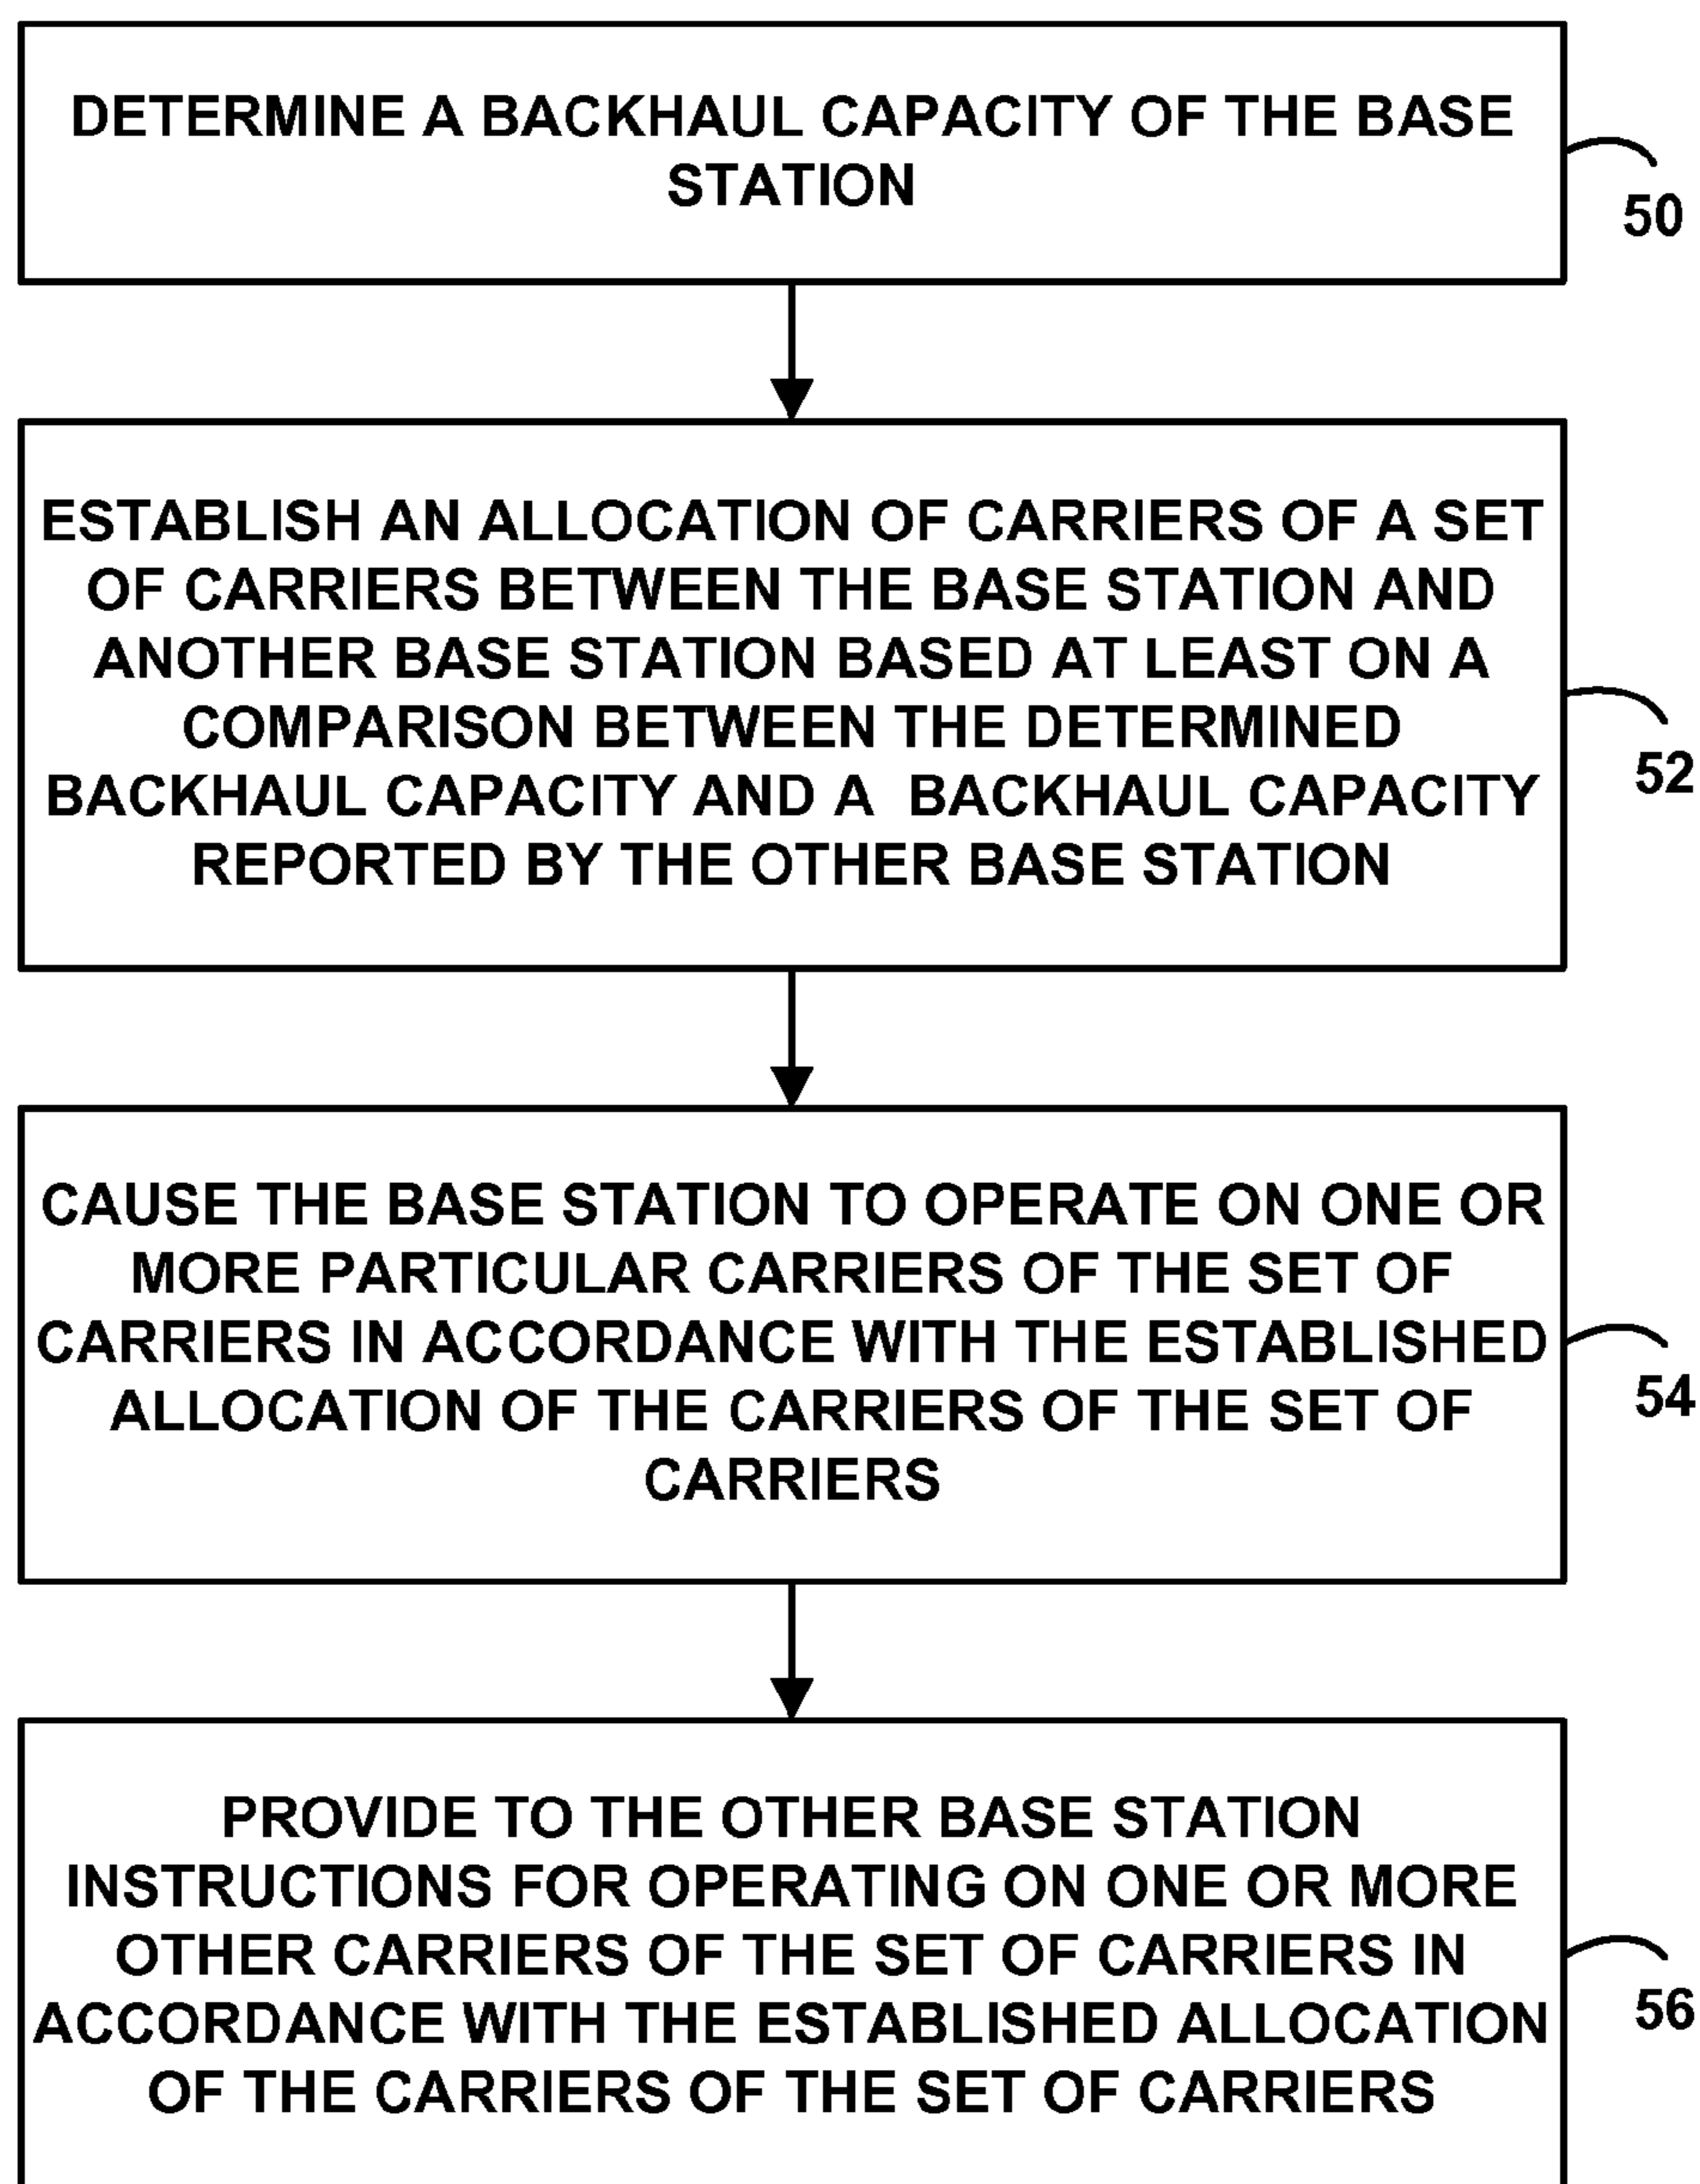 DETERMINE A BACKHAUL CAPACITY OF THE BASE
STATION
50
ESTABLISH AN ALLOCATION OF CARRIERS OF A SET
OF CARRIERS BETWEEN THE BASE STATION AND
ANOTHER BASE STATION BASED AT LEAST ON A
COMPARISON BETWEEN THE DETERMINED
BACKHAUL CAPACITY AND A BACKHAUL CAPACITY
REPORTED BY THE OTHER BASE STATION
52
CAUSE THE BASE STATION TO OPERATE ON ONE OR
MORE PARTICULAR CARRIERS OF THE SET OF
CARRIERS IN ACCORDANCE WITH THE ESTABLISHED
ALLOCATION OF THE CARRIERS OF THE SET OF
CARRIERS
54
PROVIDE TO THE OTHER BASE STATION
INSTRUCTIONS FOR OPERATING ON ONE OR MORE
OTHER CARRIERS OF THE SET OF CARRIERS IN
ACCORDANCE WITH THE ESTABLISHED ALLOCATION
OF THE CARRIERS OF THE SET OF CARRIERS
56